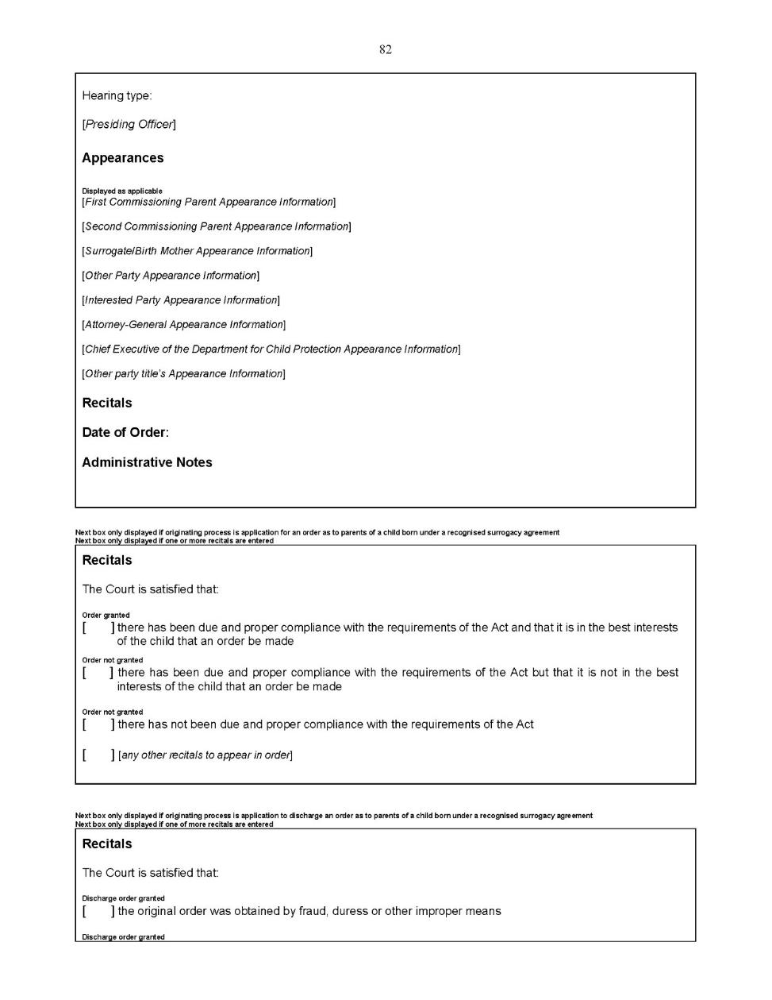 82
Hearing type:
[Presiding Officer]
Appearances
Displayed as applicable
[First Commissioning Parent Appearance Information]
[Second Commissioning Parent Appearance Information]
[Surrogate/Birth Mother Appearance Information]
[Other Party Appearance Information]
[Interested Party Appearance Information]
[Attorney-General Appearance Information]
[Chief Executive of the Department for Child Protection Appearance Information]
[Other party title's Appearance Information]
Recitals
Date of Order:
Administrative Notes
Next box only displayed if originating process is application for an order as to parents of a child born under a recognised surrogacy agreement
Next box only displayed if one or more recitals are entered
Recitals
The Court is satisfied that:
Order granted
[ ] there has been due and proper compliance with the requirements of the Act and that it is in the best interests
of the child that an order be made
Order not granted
[ ] there has been due and proper compliance with the requirements of the Act but that it is not in the best
interests of the child that an order be made
Order not granted
[ ] there has not been due and proper compliance with the requirements of the Act
[ ] [any other recitals to appear in order]
Next box only displayed if originating process is application to discharge an order as to parents of a child born under a recognised surrogacy agreement
Next box only displayed if one of more recitals are entered
Recitals
The Court is satisfied that:
Discharge order granted
[ ] the original order was obtained by fraud, duress or other improper means
Discharge order granted